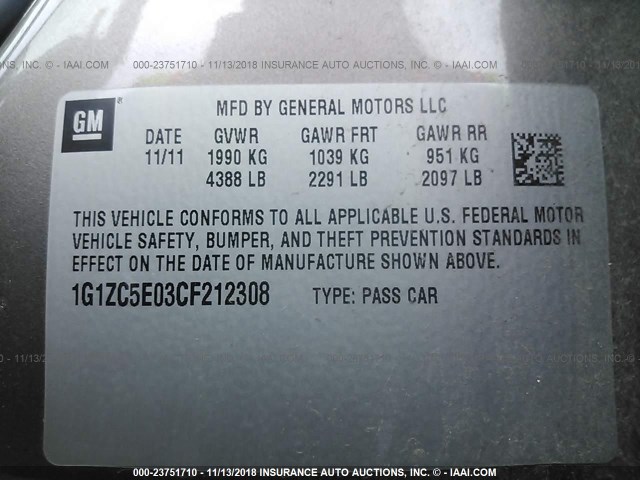 000-23751710 - 11/13/2018 INSURANCE AUTO AUCTIONS, INC. - © IAAI.COM
GM
MFD BY GENERAL MOTORS LLC
DATE GVWR GAWR FRT GAWR RR
11/11 1990 KG 1039 KG 951 KG
4388 LB 2291 LB 2097 LB
THIS VEHICLE CONFORMS TO ALL APPLICABLE U.S. FEDERAL MOTOR
VEHICLE SAFETY, BUMPER, AND THEFT PREVENTION STANDARDS IN
EFFECT ON THE DATE OF MANUFACTURE SHOWN ABOVE.
1G1ZC5E03CF212308 TYPE: PASS CAR
000-23751710 - 11/13/2018 INSURANCE AUTO AUCTIONS, INC. - © IAAI.COM